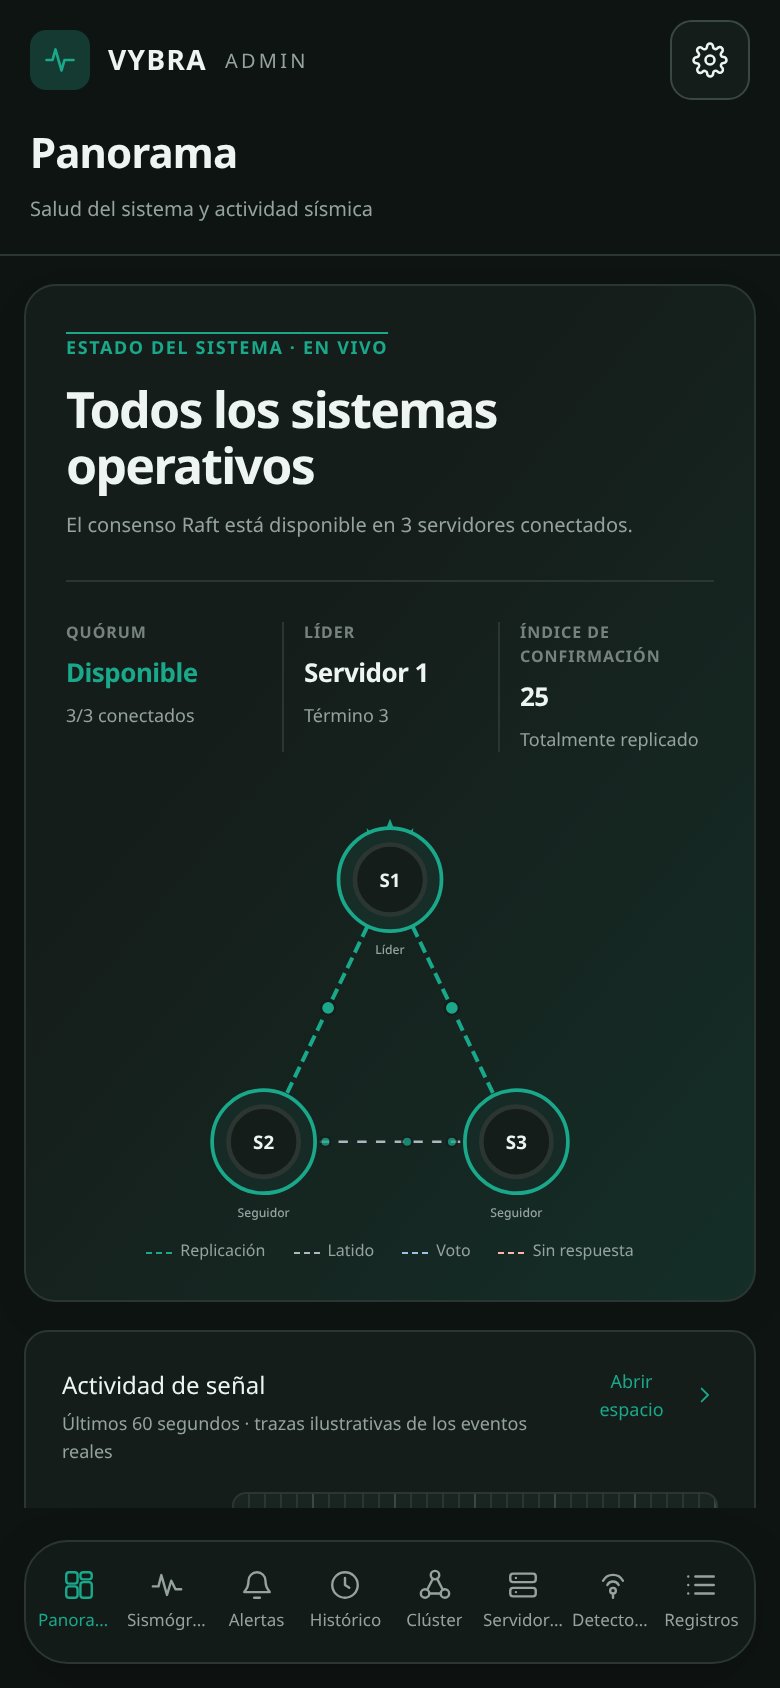 VYBRA ADMIN
Panorama
Salud del sistema y actividad sísmica
ESTADO DEL SISTEMA · EN VIVO
Todos los sistemas
operativos
El consenso Raft está disponible en 3 servidores conectados.
QUÓRUM
Disponible
3/3 conectados
LÍDER
Servidor 1
Término 3
ÍNDICE DE
CONFIRMACIÓN
25
Totalmente replicado
S1
Líder
S2
S3
Seguidor
Seguidor
Replicación
Latido
Voto
Sin respuesta
Actividad de señal
Abrir
espacio
Últimos 60 segundos · trazas ilustrativas de los eventos
reales
Panora...
Sismógr...
Alertas
Histórico
Clúster
Servidor...
Detecto...
Registros